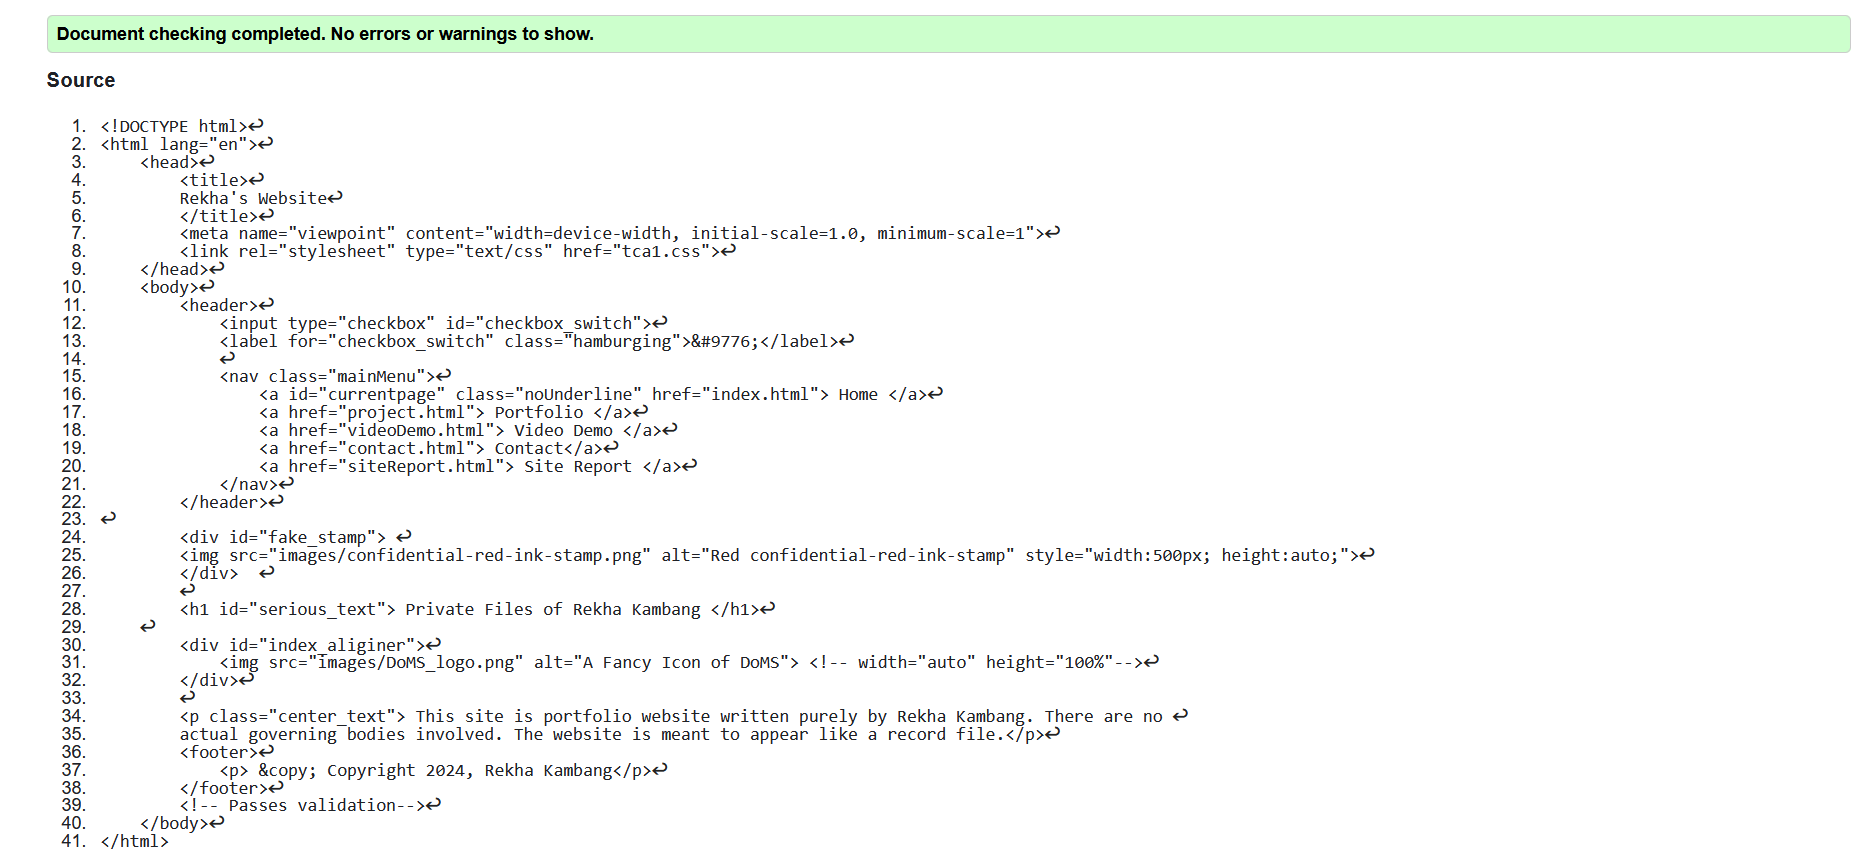 Document checking completed. No errors or warnings to show.
Source
1. <!DOCTYPE html>↩
2. <html lang="en">↩
3.     <head>↩
4.         <title>↩
5.         Rekha's Website↩
6.         </title>↩
7.         <meta name="viewpoint" content="width=device-width, initial-scale=1.0, minimum-scale=1">↩
8.         <link rel="stylesheet" type="text/css" href="tca1.css">↩
9.     </head>↩
10.     <body>↩
11.         <header>↩
12.             <input type="checkbox" id="checkbox_switch">↩
13.             <label for="checkbox_switch" class="hamburging">&#9776;</label>↩
14.             ↩
15.             <nav class="mainMenu">↩
16.                 <a id="currentpage" class="noUnderline" href="index.html"> Home </a>↩
17.                 <a href="project.html"> Portfolio </a>↩
18.                 <a href="videoDemo.html"> Video Demo </a>↩
19.                 <a href="contact.html"> Contact</a>↩
20.                 <a href="siteReport.html"> Site Report </a>↩
21.             </nav>↩
22.         </header>↩
23. ↩
24.         <div id="fake_stamp"> ↩
25.         <img src="images/confidential-red-ink-stamp.png" alt="Red confidential-red-ink-stamp" style="width:500px; height:auto;">↩
26.         </div>  ↩
27.         ↩
28.         <h1 id="serious_text"> Private Files of Rekha Kambang </h1>↩
29.     ↩
30.         <div id="index_aliginer">↩
31.             <img src="images/DoMS_logo.png" alt="A Fancy Icon of DoMS"> <!-- width="auto" height="100%"-->↩
32.         </div>↩
33.         ↩
34.         <p class="center_text"> This site is portfolio website written purely by Rekha Kambang. There are no ↩
35.         actual governing bodies involved. The website is meant to appear like a record file.</p>↩
36.         <footer>↩
37.             <p> &copy; Copyright 2024, Rekha Kambang</p>↩
38.         </footer>↩
39.         <!-- Passes validation-->↩
40.     </body>↩
41. </html>